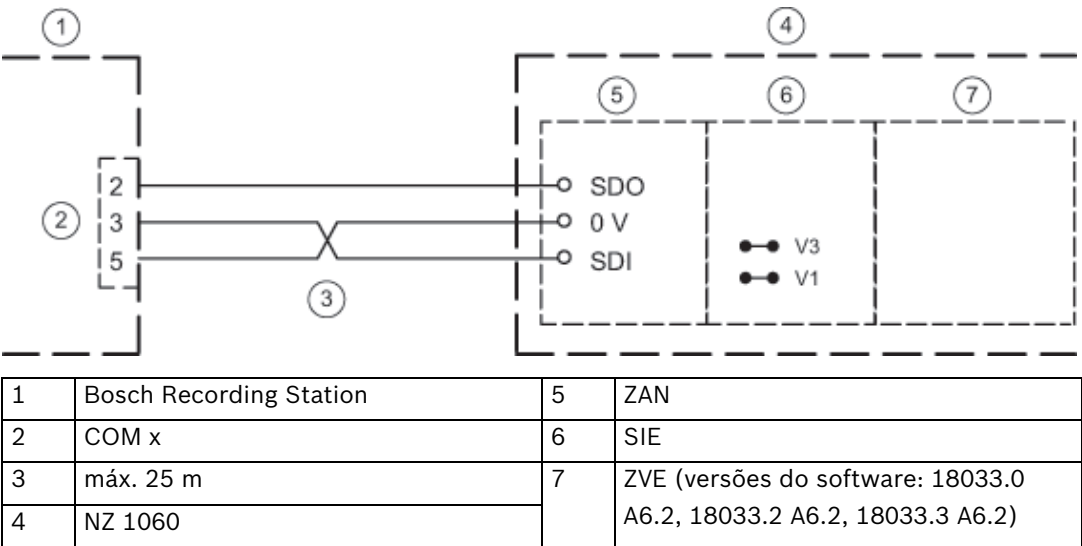 1
4
5 6 7
2 SDO
2 3 0 V
V3
5 SDI
V1
3
1 Bosch Recording Station 5 ZAN
2 COM x 6 SIE
3 máx. 25 m 7 ZVE (versões do software: 18033.0
4 NZ 1060 A6.2, 18033.2 A6.2, 18033.3 A6.2)